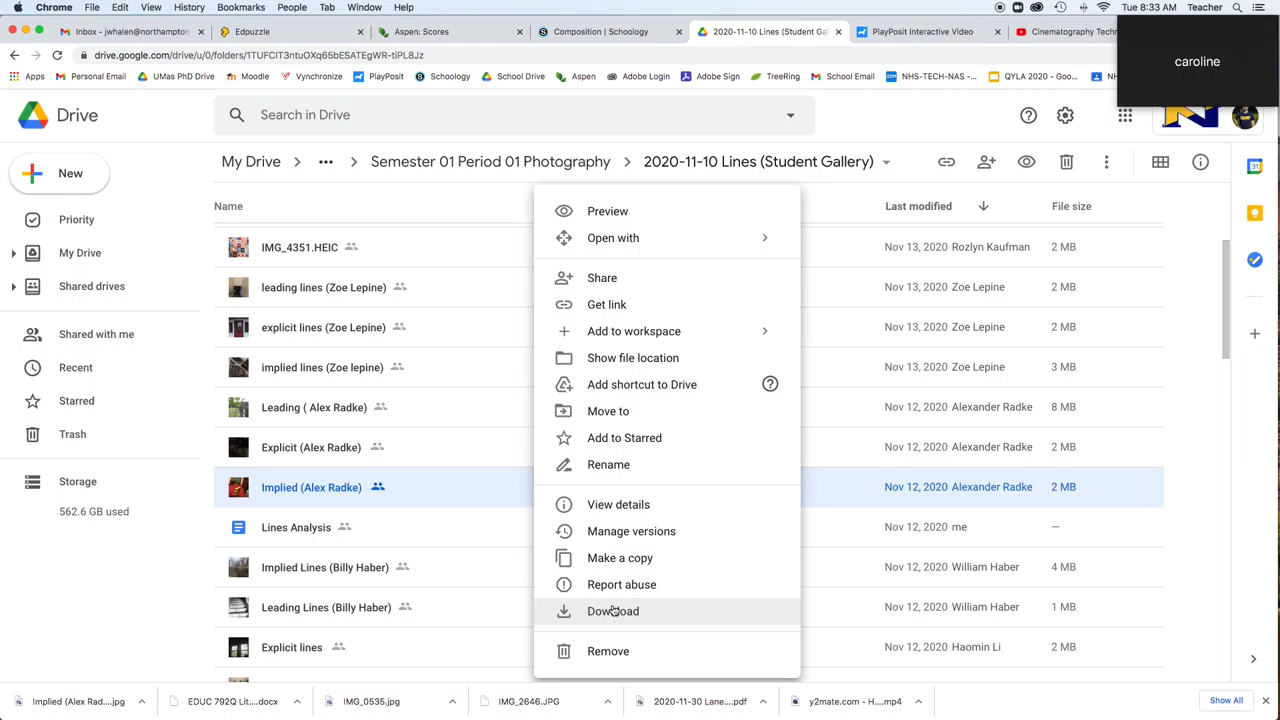 Chrome File Edit View History Bookmarks People Tab Window Help Tue 8:33 AM Teacher
Inbox - jwhalen@northampton- Edpuzzle Aspen: Scores Composition | Schoology 2020-11-10 Lines (Student Gal PlayPosit Interactive Video Cinematography Tech
drive.google.com/drive/u/0/folders/1TUFCIT3ntuOXq65bESATEgWR-tiPL8Jz
Apps Personal Email UMas PhD Drive Moodle Vynchronize PlayPosit Schoology School Drive Aspen Adobe Login Adobe Sign TreeRing School Email NHS-TECH-NAS -... QYLA 2020 - Goo... NHS
caroline
Drive
Search in Drive
New
My Drive ... Semester 01 Period 01 Photography 2020-11-10 Lines (Student Gallery)
Name Last modified File size
Priority
My Drive
Shared drives
Shared with me
Recent
Starred
Trash
Storage
562.6 GB used
IMG_4351.HEIC Nov 13, 2020 Rozlyn Kaufman 2 MB
leading lines (Zoe Lepine) Nov 13, 2020 Zoe Lepine 2 MB
explicit lines (Zoe Lepine) Nov 13, 2020 Zoe Lepine 2 MB
implied lines (Zoe lepine) Nov 13, 2020 Zoe Lepine 3 MB
Leading ( Alex Radke) Nov 12, 2020 Alexander Radke 8 MB
Explicit (Alex Radke) Nov 12, 2020 Alexander Radke 2 MB
Implied (Alex Radke) Nov 12, 2020 Alexander Radke 2 MB
Lines Analysis Nov 12, 2020 me —
Implied Lines (Billy Haber) Nov 12, 2020 William Haber 4 MB
Leading Lines (Billy Haber) Nov 12, 2020 William Haber 1 MB
Explicit lines Nov 12, 2020 Haomin Li 2 MB
Preview
Open with
Share
Get link
Add to workspace
Show file location
Add shortcut to Drive
Move to
Add to Starred
Rename
View details
Manage versions
Make a copy
Report abuse
Download
Remove
31
Implied (Alex Rad....jpg EDUC 792Q Lit....docx IMG_0535.jpg IMG_2646.JPG 2020-11-30 Lane....pdf y2mate.com - H....mp4 Show All